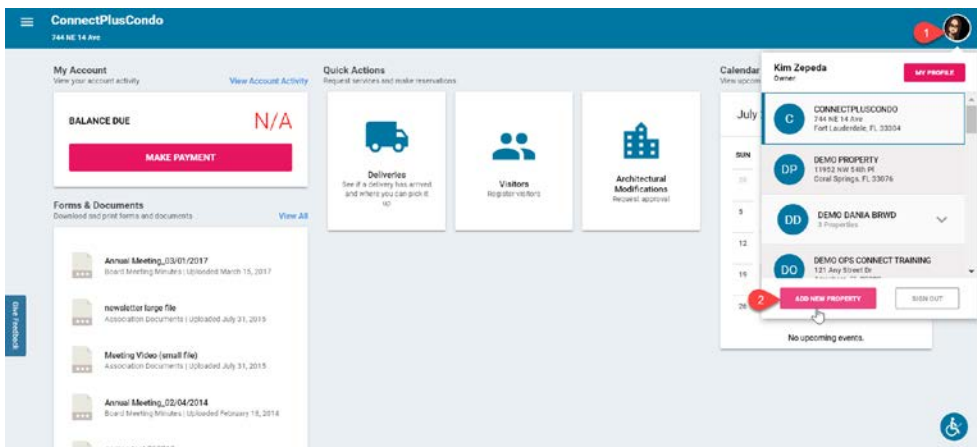 ConnectPlusCondo
744 NE 14 Ave
1
My Account
View your account activity
View Account Activity
BALANCE DUE
N/A
MAKE PAYMENT
Forms & Documents
Download and print forms and documents
View All
Annual Meeting_03/01/2017
Board Meeting Minutes | Uploaded March 15, 2017
newsletter large file
Association Documents | Uploaded July 31, 2015
Meeting Video (small file)
Association Documents | Uploaded July 31, 2015
Annual Meeting_02/04/2014
Board Meeting Minutes | Uploaded February 18, 2014
Quick Actions
Request services and make reservations
Deliveries
See if a delivery has arrived
and where you can pick it
up
Visitors
Register visitors
Architectural
Modifications
Request approval
Calendar
View upcom
July
SUN
5
12
19
26
No upcoming events.
Kim Zepeda
Owner
MY PROFILE
C
CONNECTPLUSCONDO
744 NE 14 Ave
Fort Lauderdale, FL 33304
DP
DEMO PROPERTY
11952 NW 54th Pl
Coral Springs, FL 33076
DD
DEMO DANIA BRWD
3 Properties
DO
DEMO OPS CONNECT TRAINING
121 Any Street Dr
2
ADD NEW PROPERTY
SIGN OUT
Give Feedback